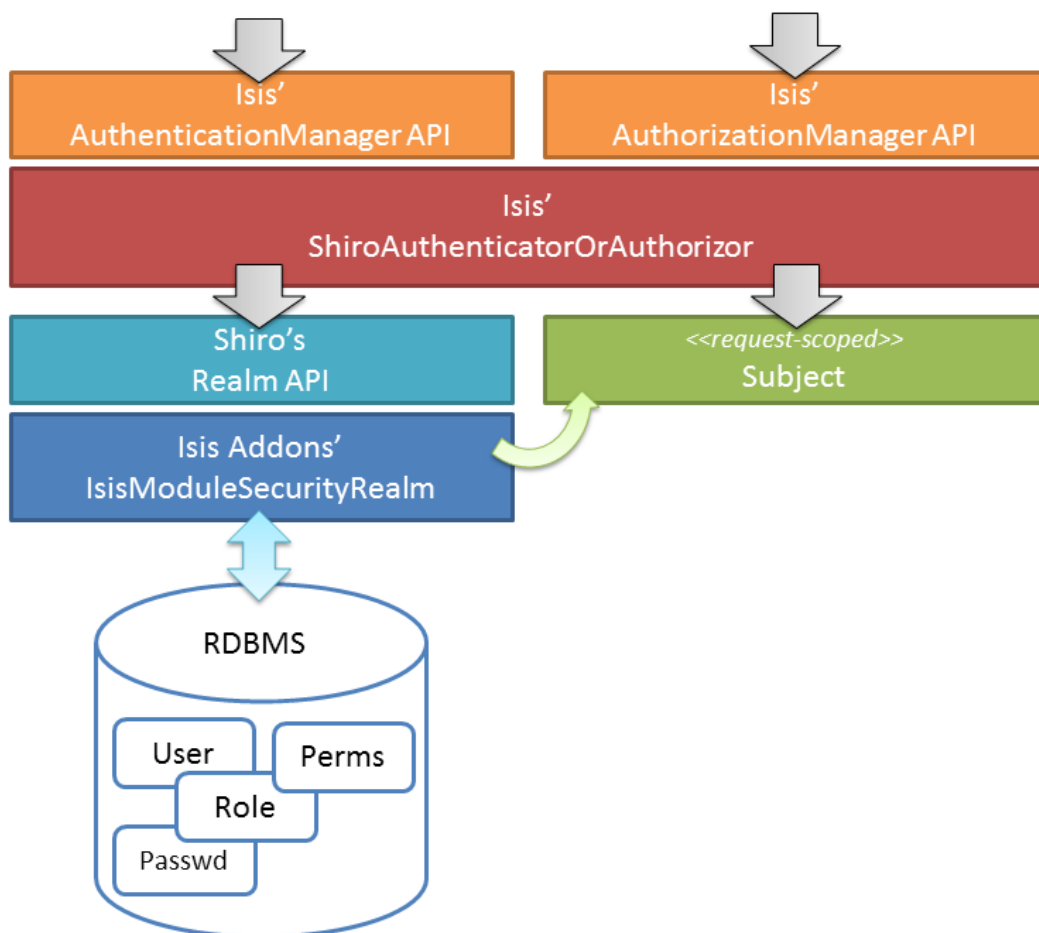 Isis’
AuthenticationManager API
Isis’
AuthorizationManager API
Isis’
ShiroAuthenticatorOrAuthorizor
Shiro’s
Realm API
<<request-scoped>>
Subject
Isis Addons’
IsisModuleSecurityRealm
RDBMS
User
Perms
Role
Passwd